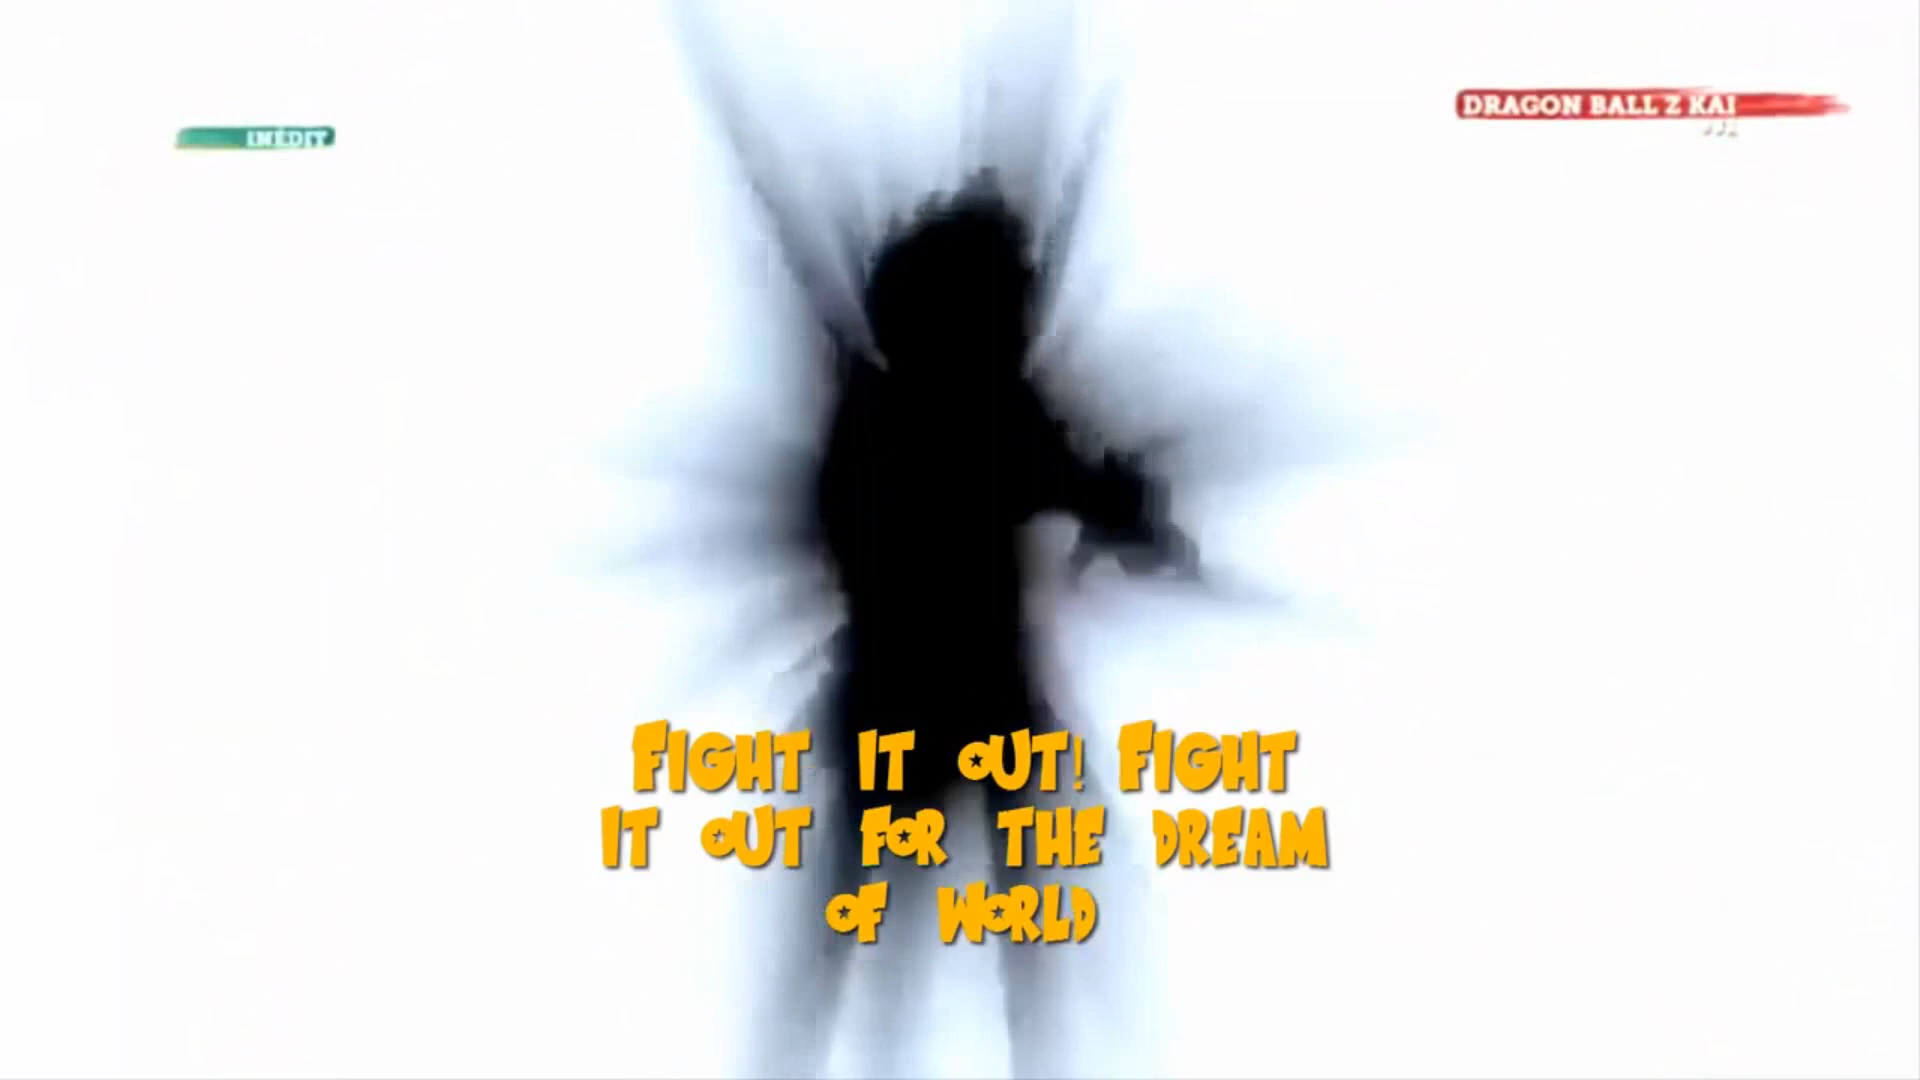 INÉDIT
DRAGON BALL Z KAI
FIGHT IT OUT! FIGHT
IT OUT FOR THE DREAM
OF WORLD